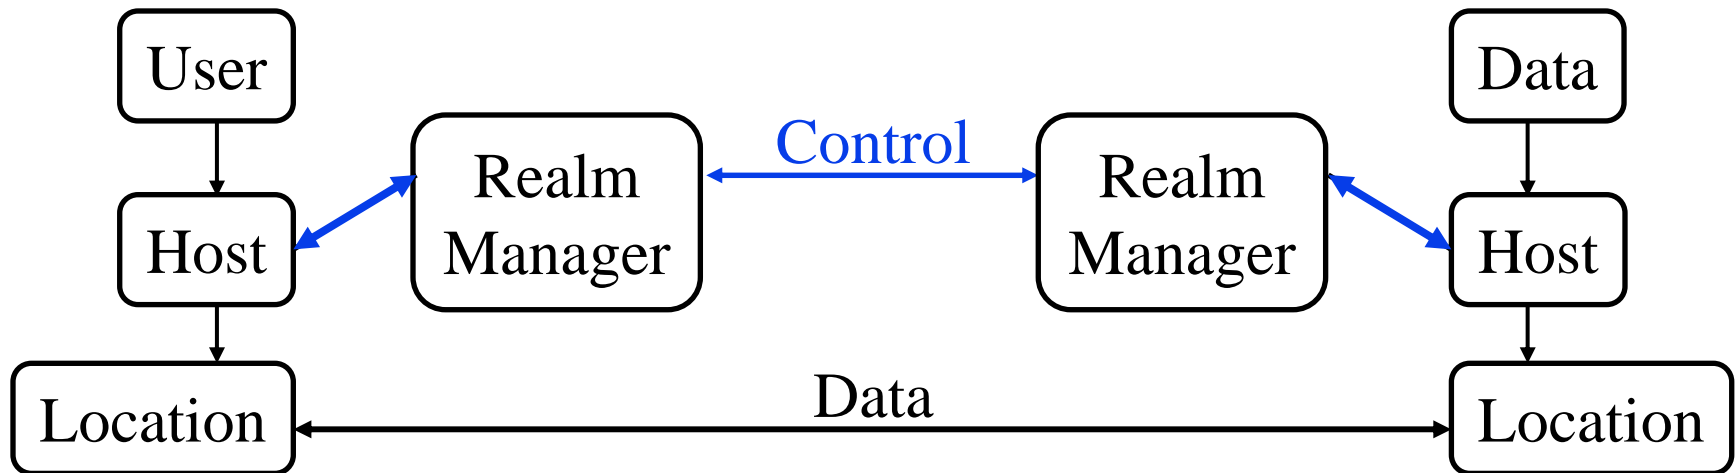 User
Data
Realm
Manager
Control
Realm
Manager
Host
Host
Data
Location
Location